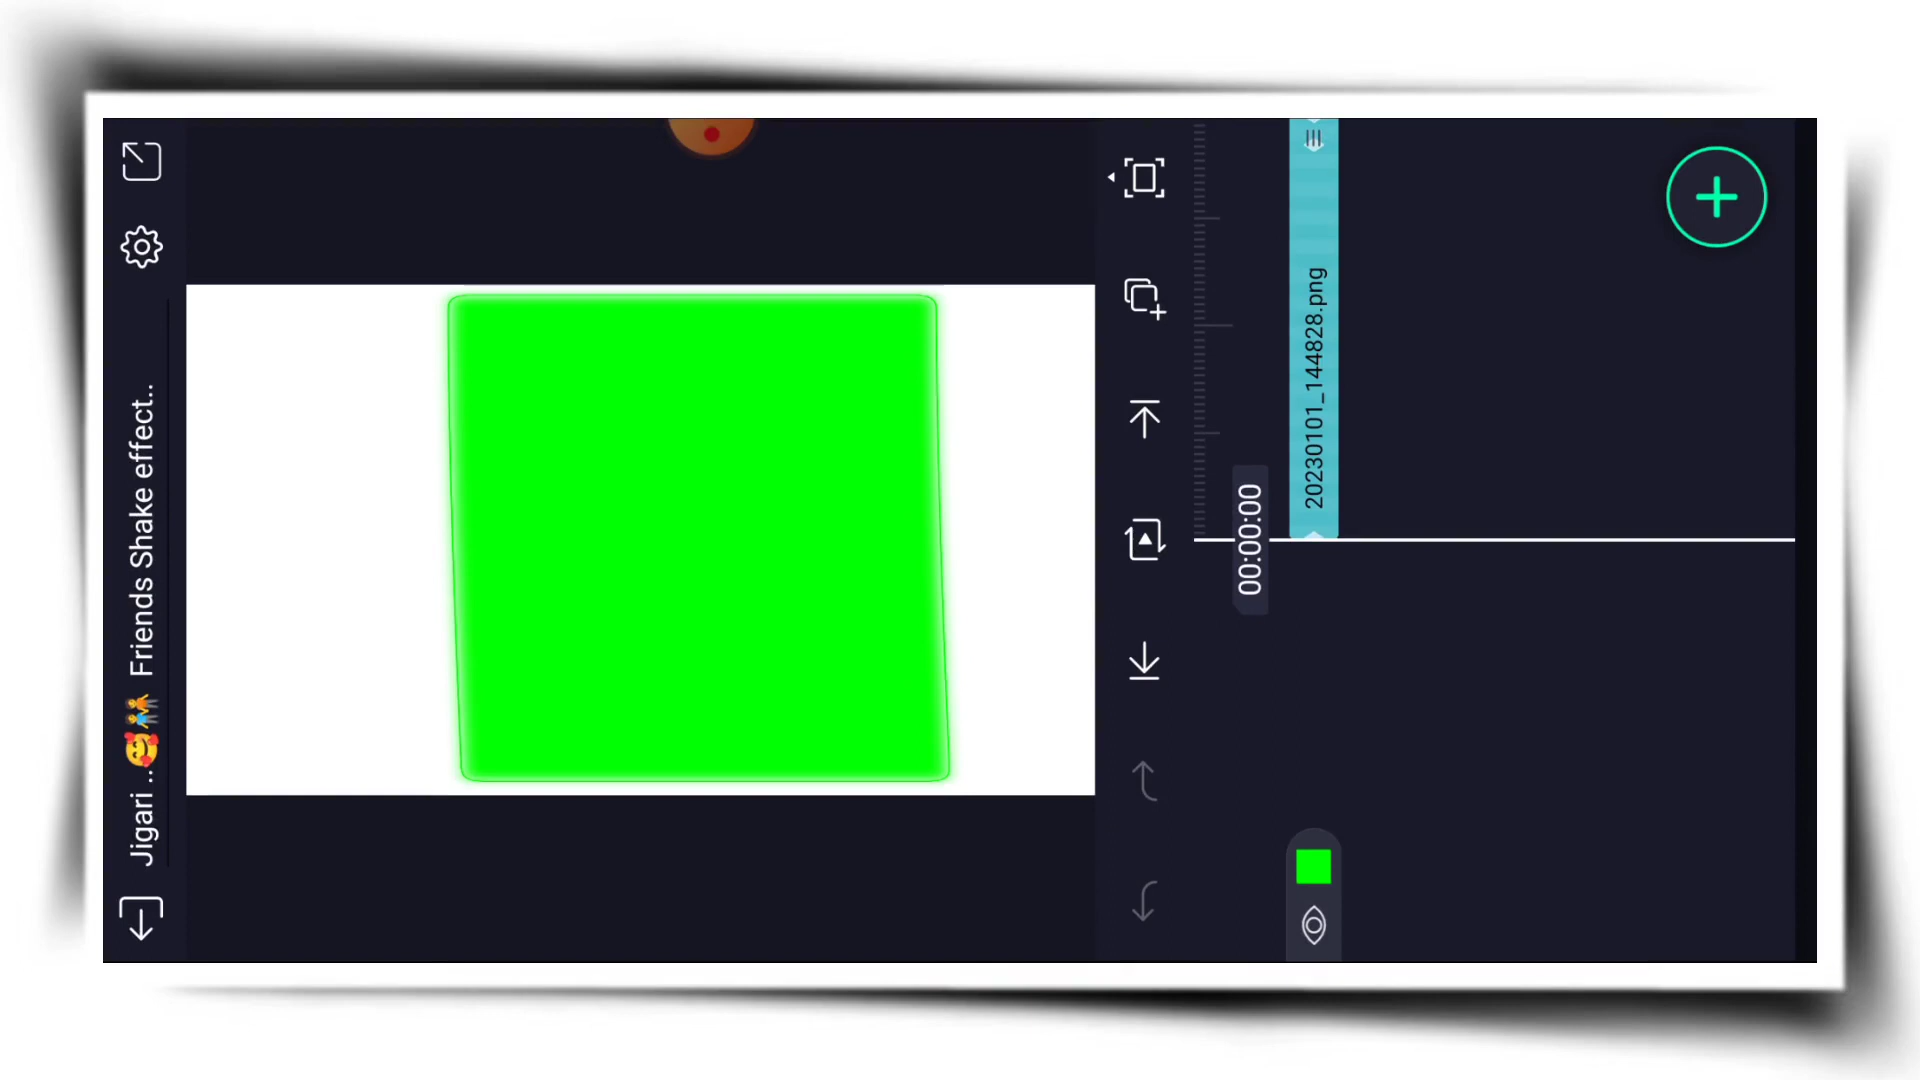 Jigari ..🥰🧑‍🤝‍🧑 Friends Shake effect..
00:00:00
20230101_144828.png